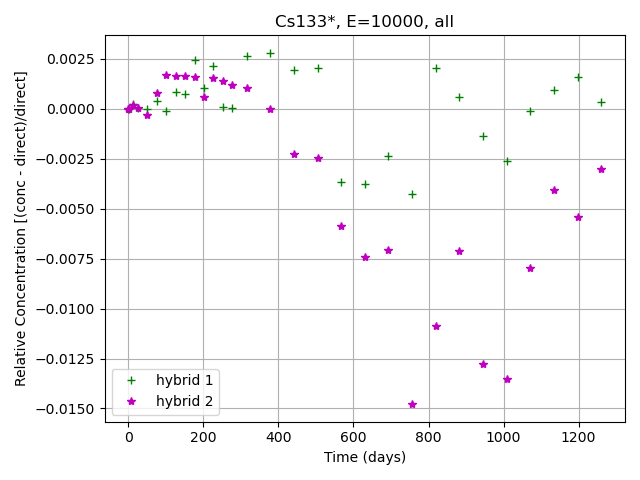 Cs133*, E=10000, all
Relative Concentration [(conc - direct)/direct]
0.0025
0.0000
−0.0025
−0.0050
−0.0075
−0.0100
−0.0125
−0.0150
hybrid 1
hybrid 2
0 200 400 600 800 1000 1200
Time (days)